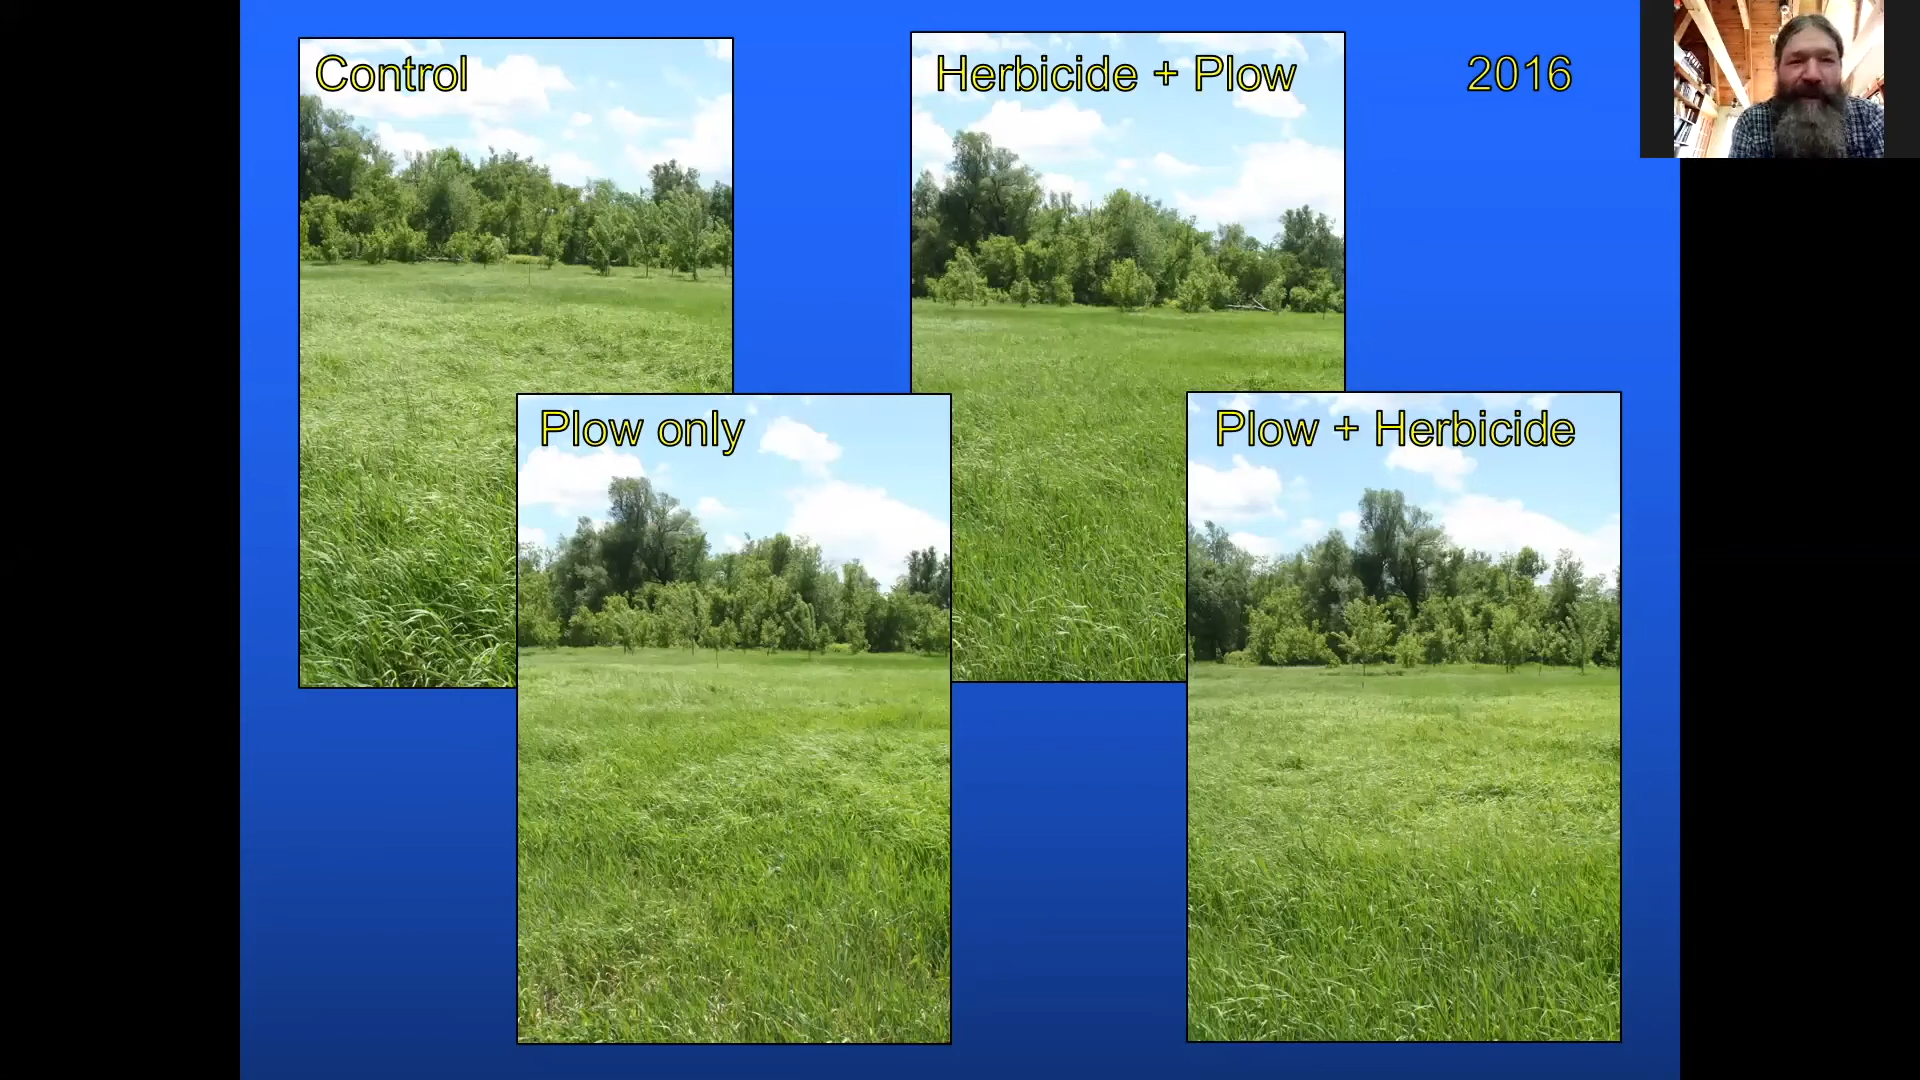 Control
Herbicide + Plow
2016
Plow only
Plow + Herbicide